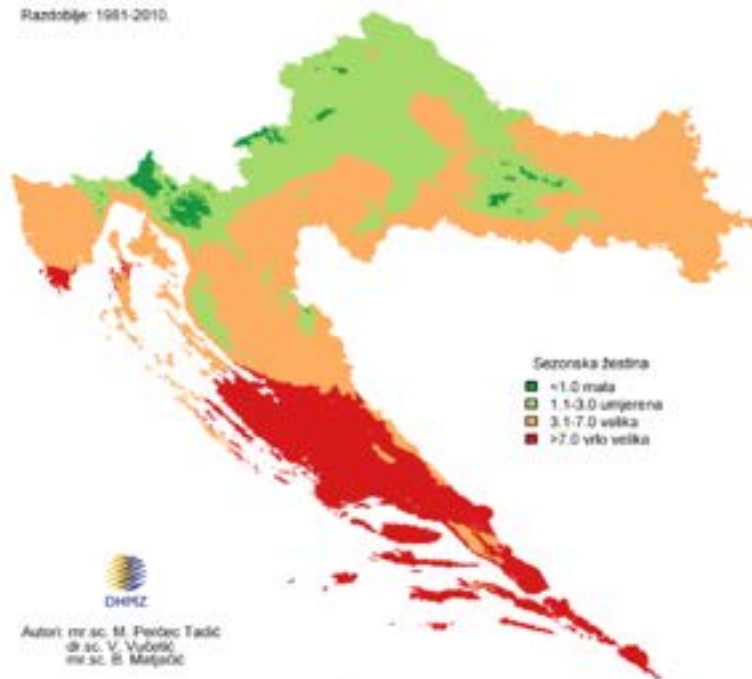 Razdoblje: 1981-2010.
Sezonska žestina
<1.0 mala
1.1-3.0 umjerena
3.1-7.0 velika
>7.0 vrlo velika
DHMZ
Autori: mr.sc. M. Perčec Tadić
dr.sc. V. Vučetić
mr.sc. B. Matjačić